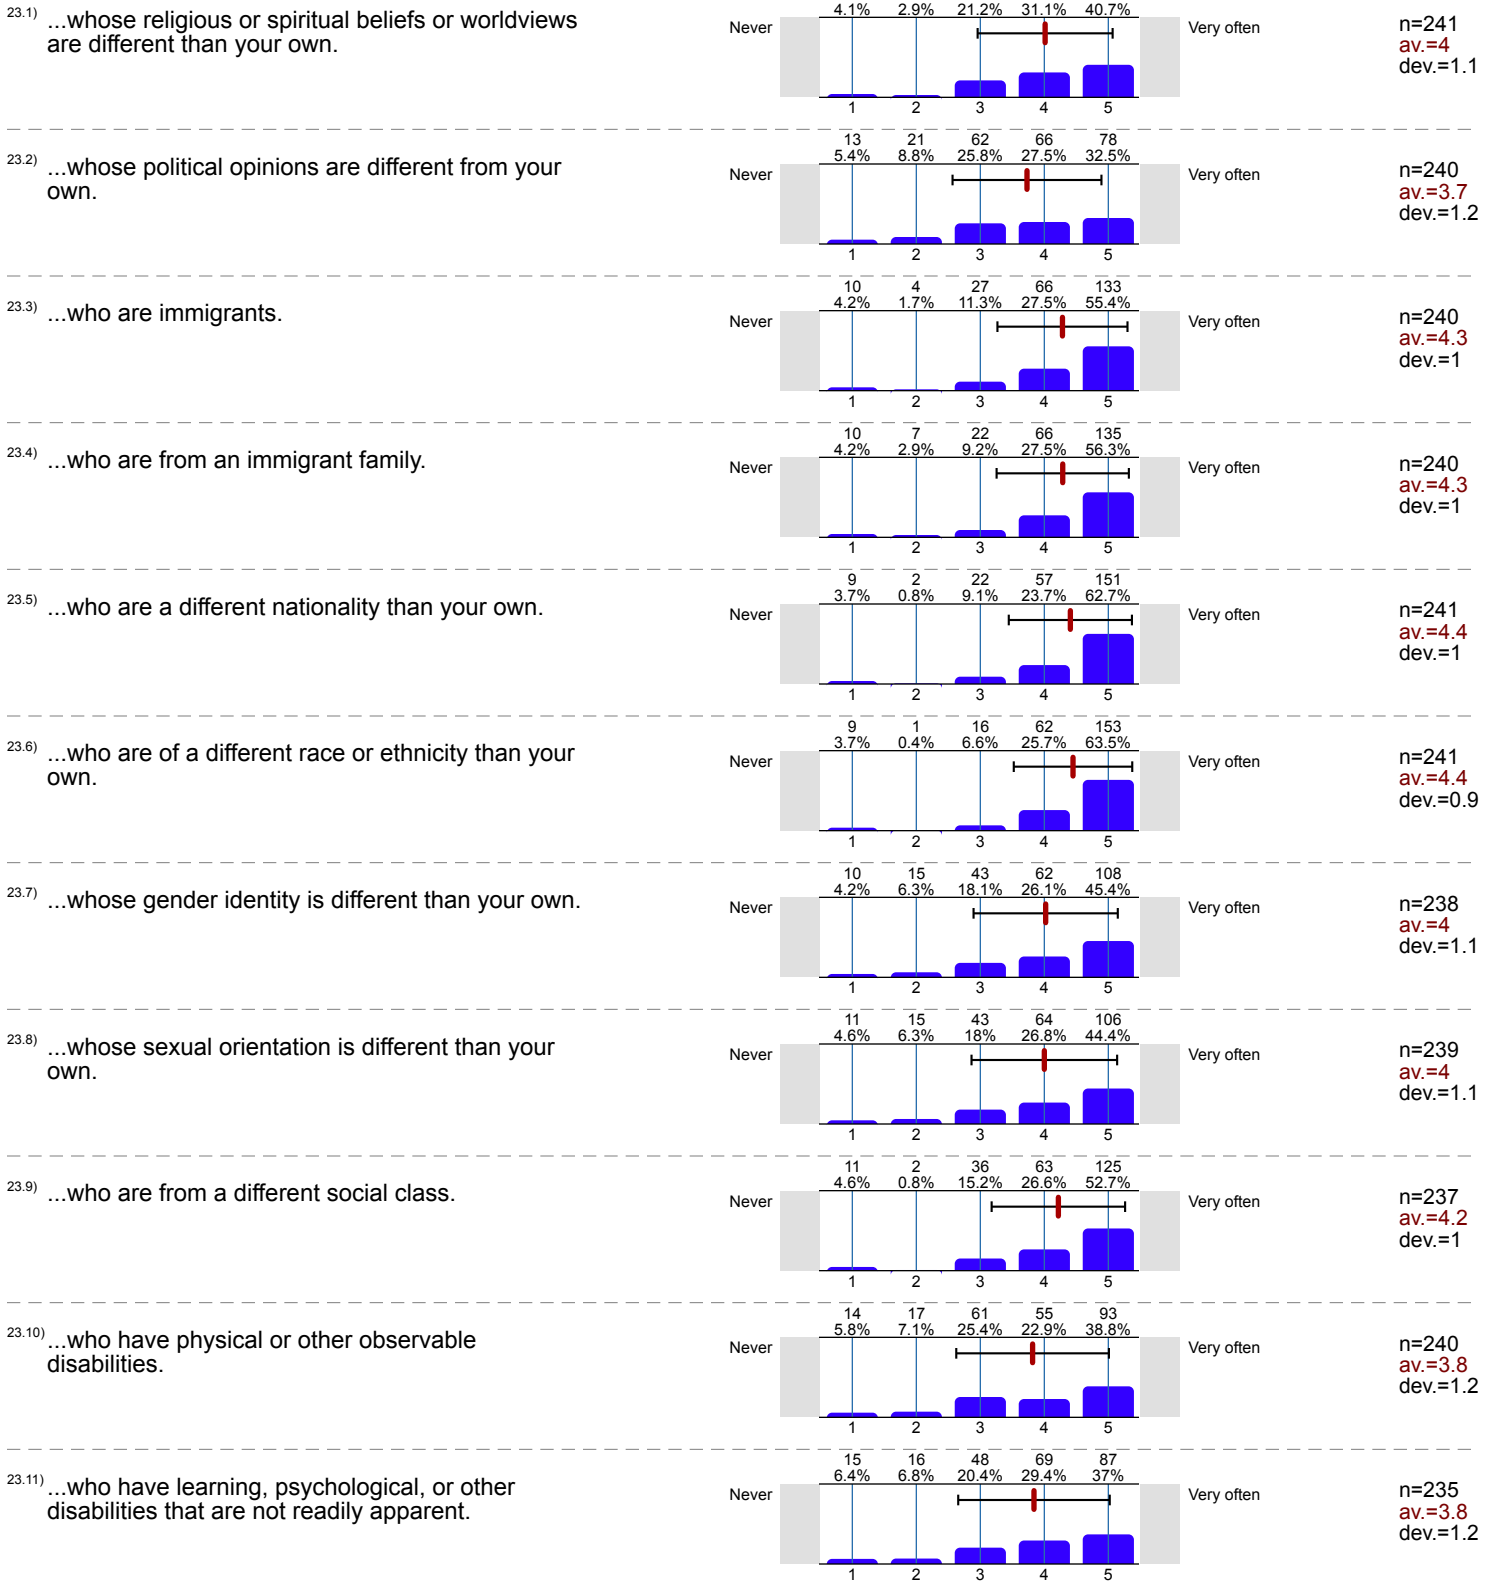 4.1% 2.9% 21.2% 31.1% 40.7%
23.1) ...whose religious or spiritual beliefs or worldviews
are different than your own.
Never Very often
n=241
av.=4
dev.=1.1
1 2 3 4 5
13 21 62 66 78
5.4% 8.8% 25.8% 27.5% 32.5%
23.2) ...whose political opinions are different from your
own.
Never Very often
n=240
av.=3.7
dev.=1.2
1 2 3 4 5
10 4 27 66 133
4.2% 1.7% 11.3% 27.5% 55.4%
23.3) ...who are immigrants.
Never Very often
n=240
av.=4.3
dev.=1
1 2 3 4 5
10 7 22 66 135
4.2% 2.9% 9.2% 27.5% 56.3%
23.4) ...who are from an immigrant family.
Never Very often
n=240
av.=4.3
dev.=1
1 2 3 4 5
9 2 22 57 151
3.7% 0.8% 9.1% 23.7% 62.7%
23.5) ...who are a different nationality than your own.
Never Very often
n=241
av.=4.4
dev.=1
1 2 3 4 5
9 1 16 62 153
3.7% 0.4% 6.6% 25.7% 63.5%
23.6) ...who are of a different race or ethnicity than your
own.
Never Very often
n=241
av.=4.4
dev.=0.9
1 2 3 4 5
10 15 43 62 108
4.2% 6.3% 18.1% 26.1% 45.4%
23.7) ...whose gender identity is different than your own.
Never Very often
n=238
av.=4
dev.=1.1
1 2 3 4 5
11 15 43 64 106
4.6% 6.3% 18% 26.8% 44.4%
23.8) ...whose sexual orientation is different than your
own.
Never Very often
n=239
av.=4
dev.=1.1
1 2 3 4 5
11 2 36 63 125
4.6% 0.8% 15.2% 26.6% 52.7%
23.9) ...who are from a different social class.
Never Very often
n=237
av.=4.2
dev.=1
1 2 3 4 5
14 17 61 55 93
5.8% 7.1% 25.4% 22.9% 38.8%
23.10) ...who have physical or other observable
disabilities.
Never Very often
n=240
av.=3.8
dev.=1.2
1 2 3 4 5
15 16 48 69 87
6.4% 6.8% 20.4% 29.4% 37%
23.11) ...who have learning, psychological, or other
disabilities that are not readily apparent.
Never Very often
n=235
av.=3.8
dev.=1.2
1 2 3 4 5